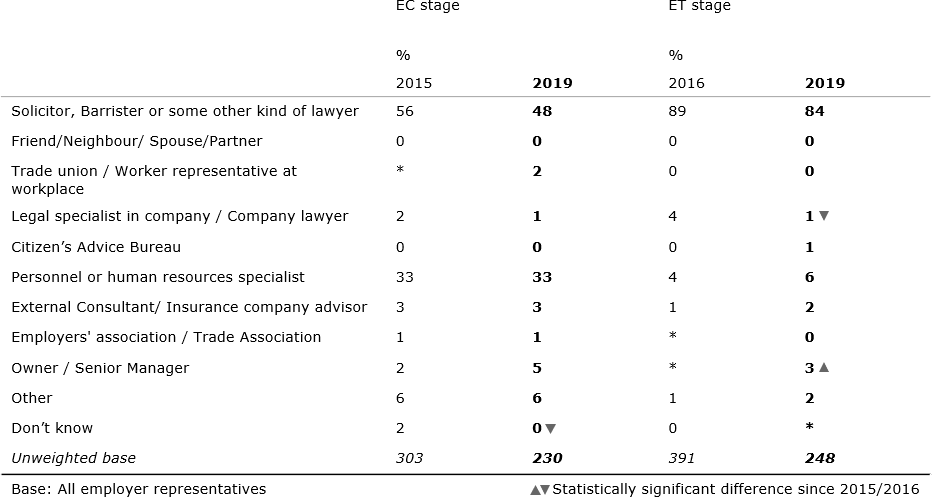 EC stage ET stage
% %
2015 2019 2016 2019
Solicitor, Barrister or some other kind of lawyer 56 48 89 84
Friend/Neighbour/ Spouse/Partner 0 0 0 0
Trade union / Worker representative at * 2 0 0
workplace
Legal specialist in company / Company lawyer 2 1 4 1 ▼
Citizen’s Advice Bureau 0 0 0 1
Personnel or human resources specialist 33 33 4 6
External Consultant/ Insurance company advisor 3 3 1 2
Employers' association / Trade Association 1 1 * 0
Owner / Senior Manager 2 5 * 3 ▲
Other 6 6 1 2
Don’t know 2 0 ▼ 0 *
Unweighted base 303 230 391 248
Base: All employer representatives ▲▼Statistically significant difference since 2015/2016